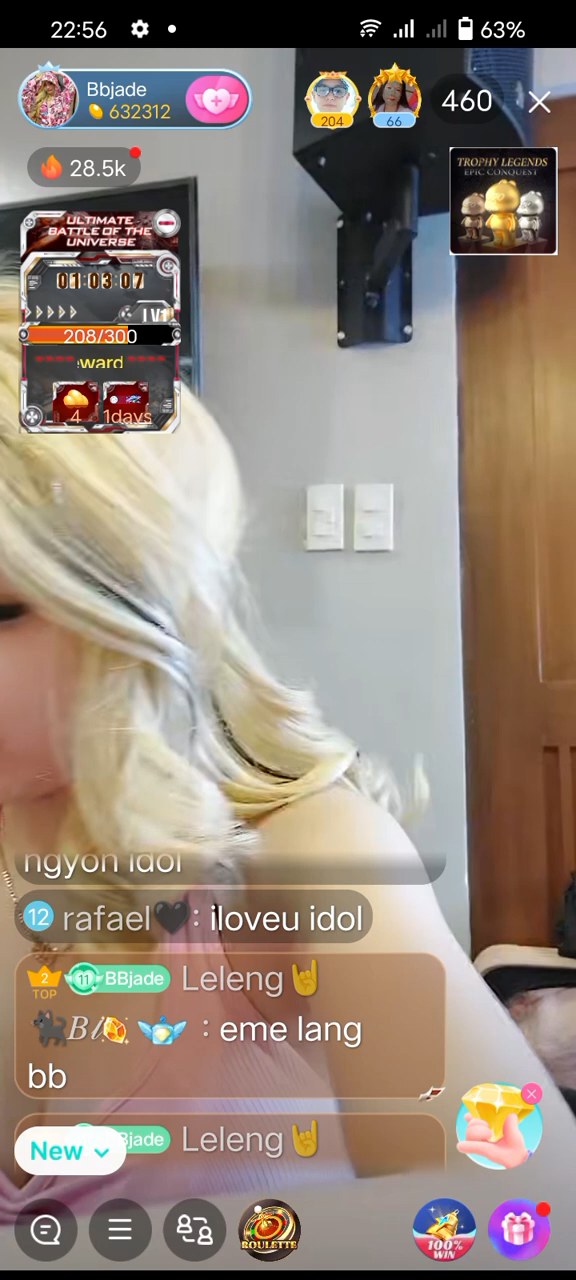 22:56
63%
Bbjade
632312
204
66
460
28.5k
TROPHY LEGENDS
EPIC CONQUEST
ULTIMATE
BATTLE OF THE
UNIVERSE
01:03:07
LV1
208/300
eward
4
1days
ngyon idol
12 rafael🖤: iloveu idol
2
TOP
11
BBjade
Leleng🤘
🐈‍⬛
: eme lang
bb
Bjade
Leleng🤘
New
ROULETTE
100%
WIN